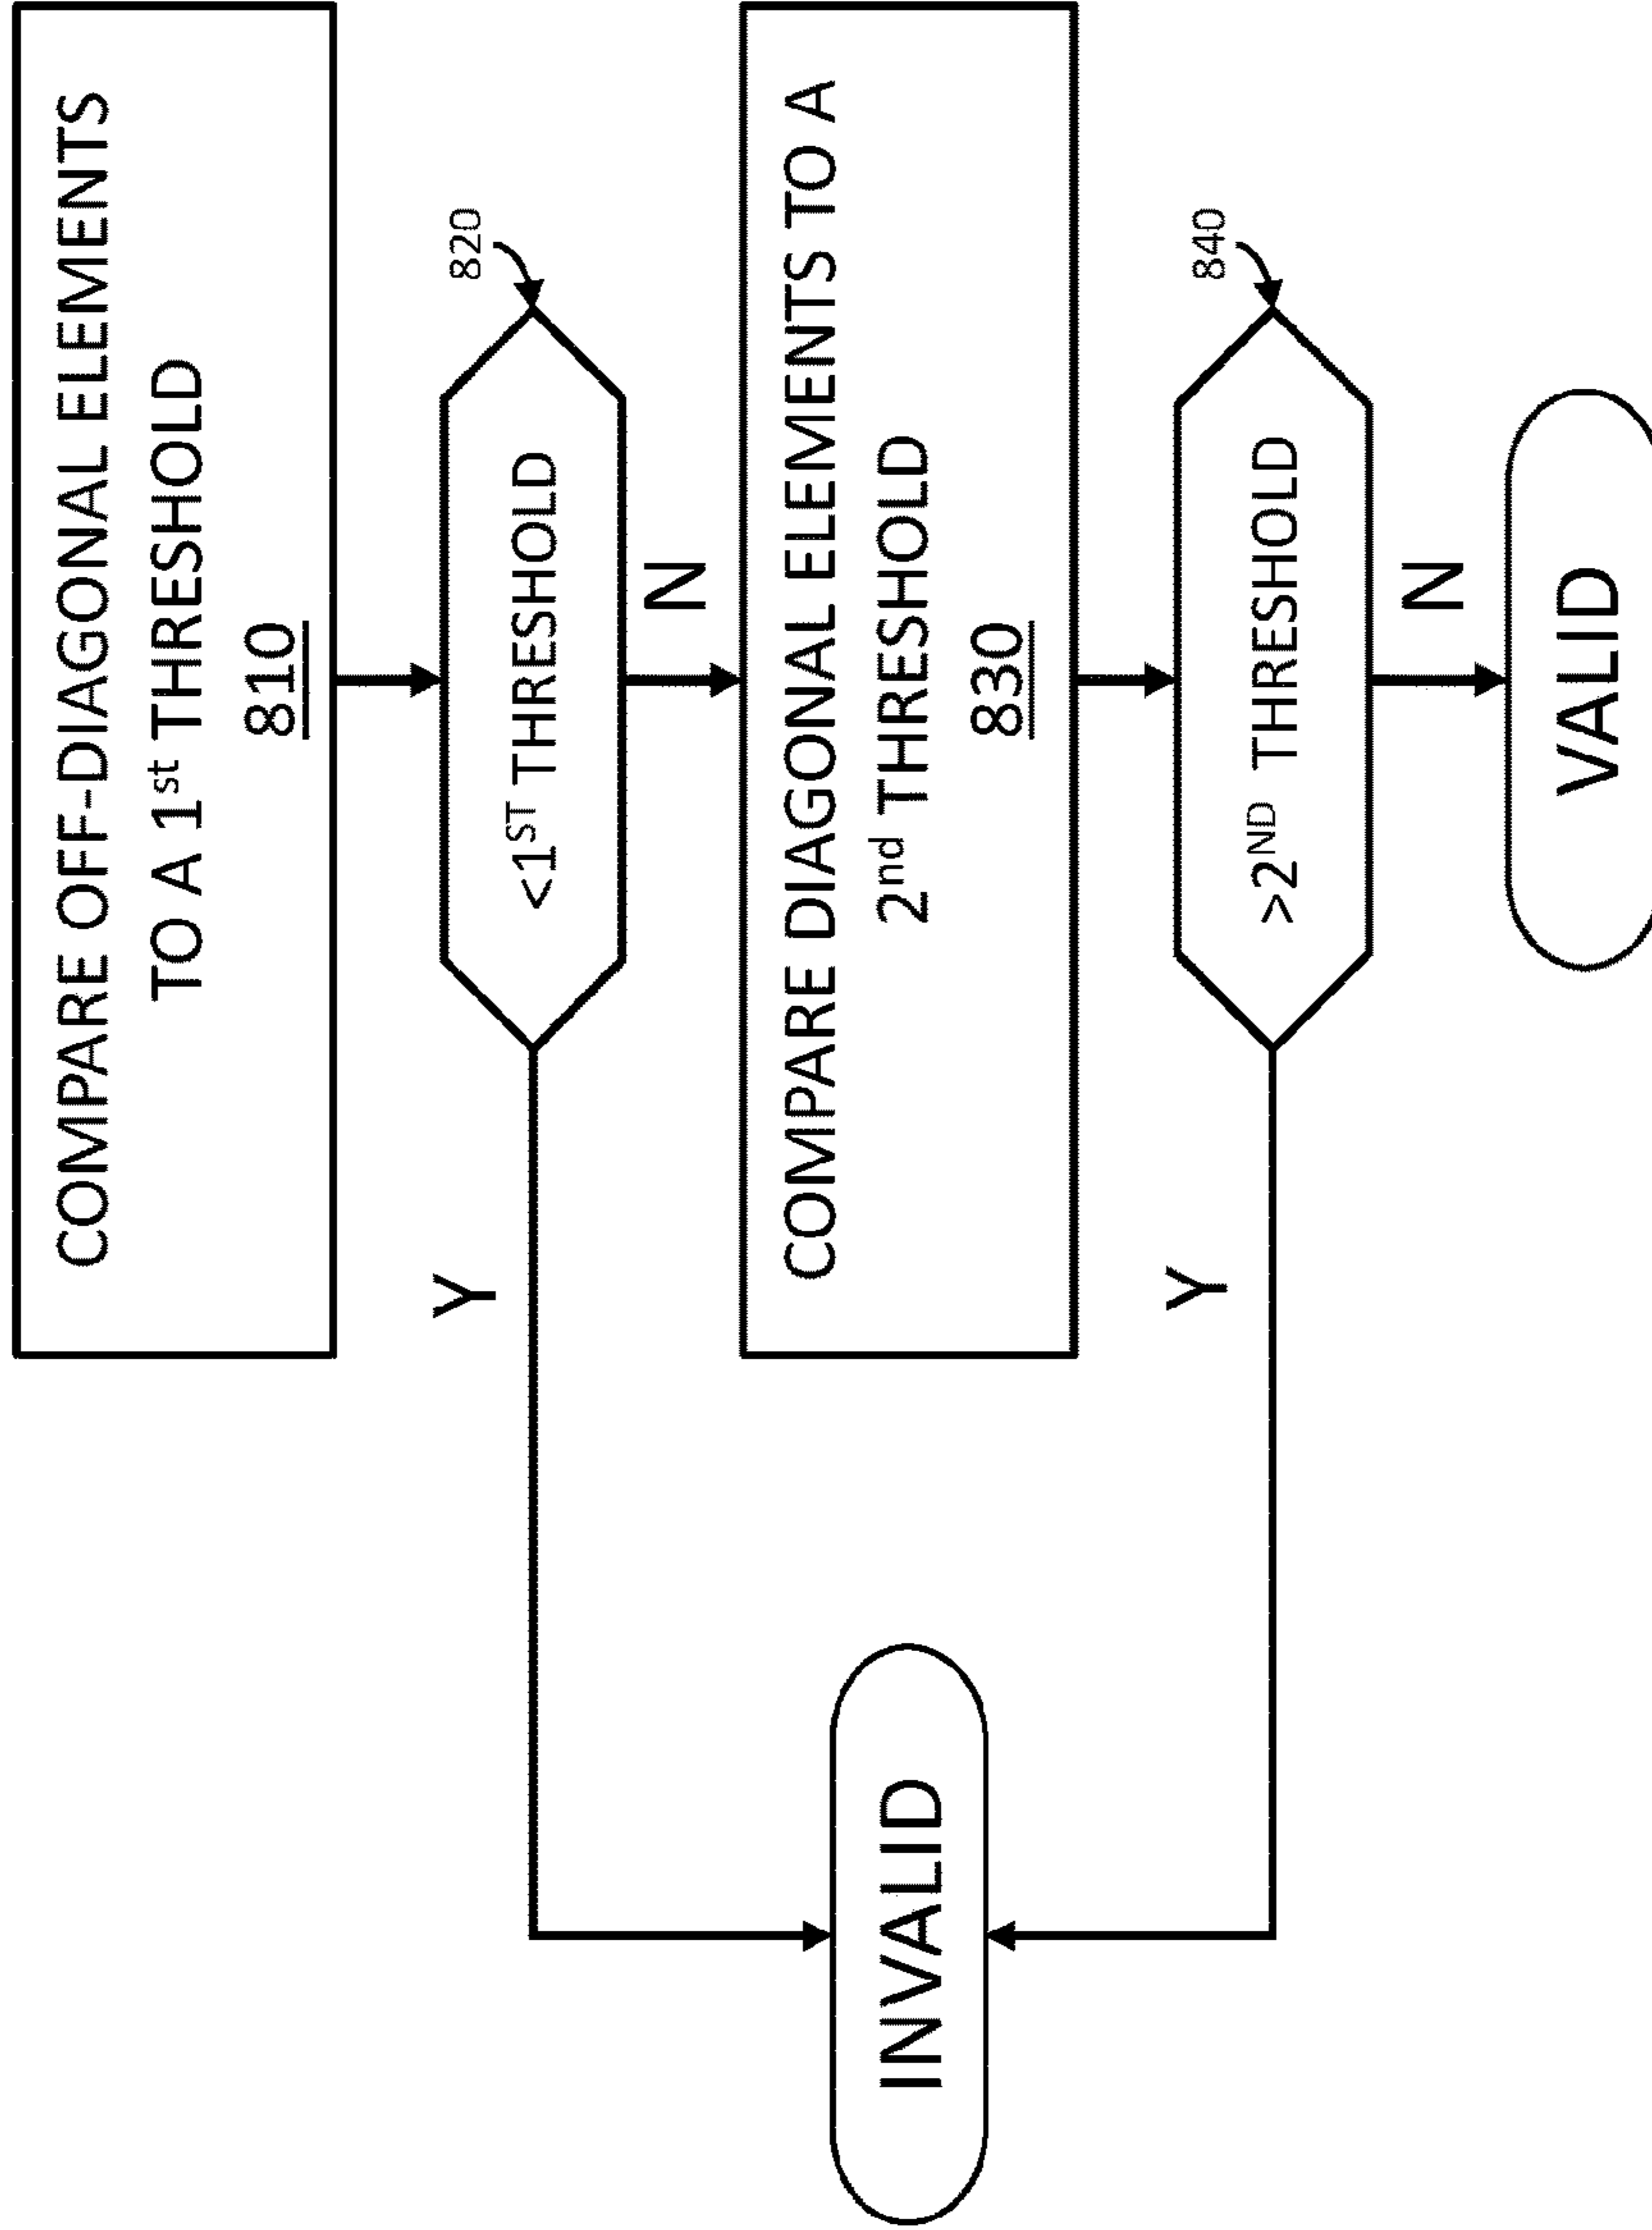 COMPARE OFF-DIAGONAL ELEMENTS
TO A 1st THRESHOLD
810
820
<1ST THRESHOLD
Y
N
COMPARE DIAGONAL ELEMENTS TO A
2nd THRESHOLD
830
840
>2ND THRESHOLD
Y
N
INVALID
VALID